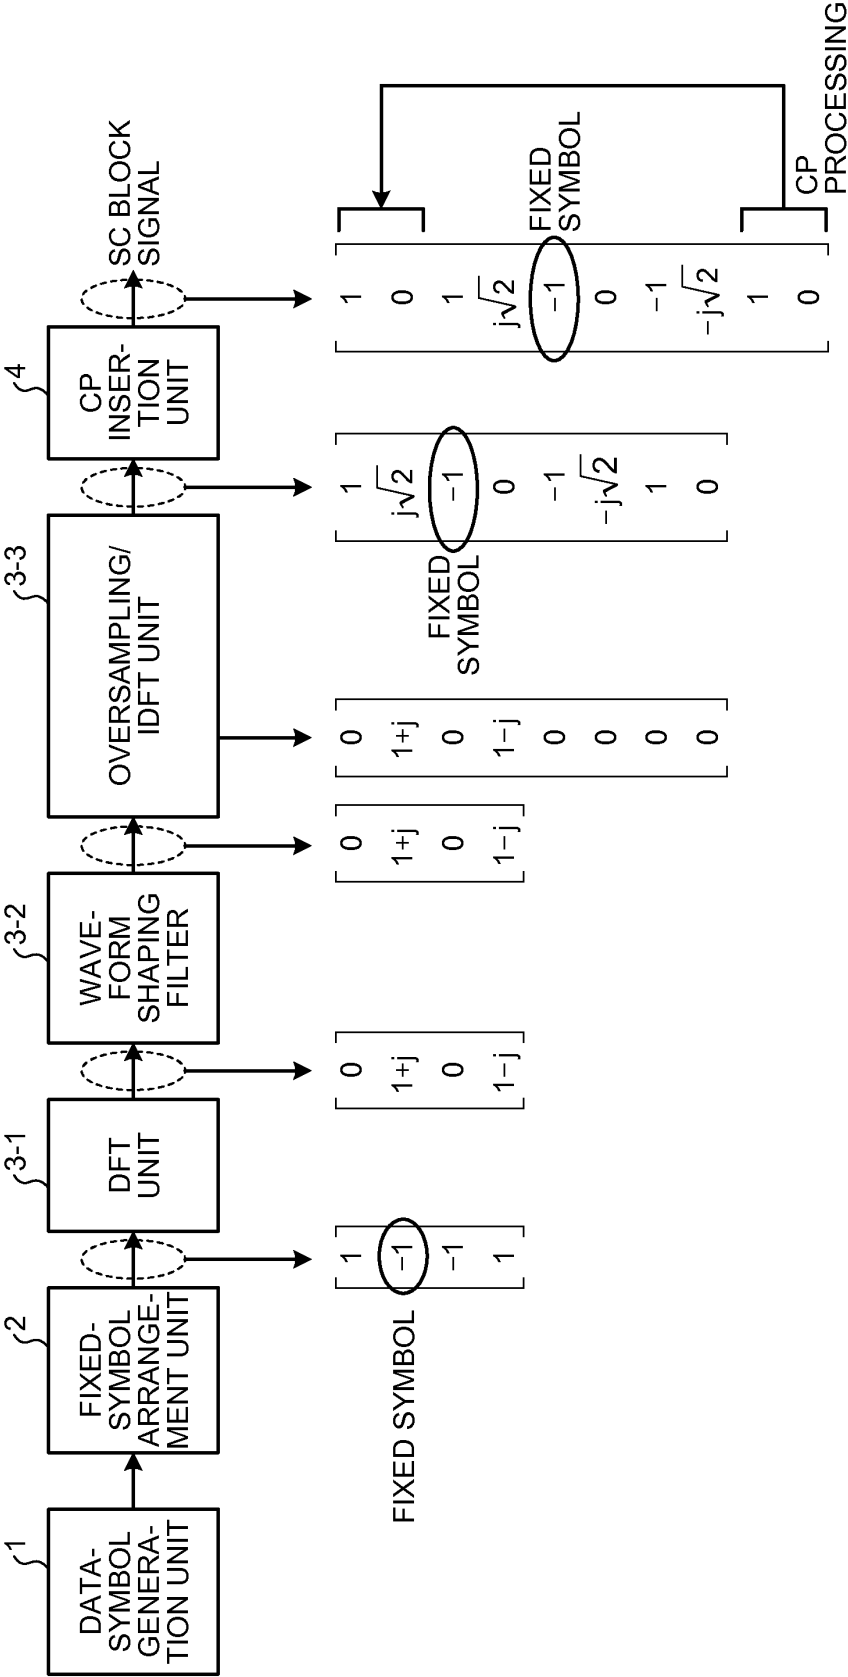 1
DATA-
SYMBOL
GENERA-
TION UNIT
2
FIXED-
SYMBOL
ARRANGE-
MENT UNIT
3-1
DFT
UNIT
3-2
WAVE-
FORM
SHAPING
FILTER
3-3
OVERSAMPLING/
IDFT UNIT
4
CP
INSER-
TION
UNIT
SC BLOCK
SIGNAL
FIXED SYMBOL
1
−1
−1
1
0
1+j
0
1−j
0
1+j
0
1−j
0
1+j
0
1−j
0
0
0
0
FIXED
SYMBOL
1
j√2
−1
0
−1
−j√2
1
0
FIXED
SYMBOL
1
0
1
j√2
−1
0
−1
−j√2
1
0
CP
PROCESSING